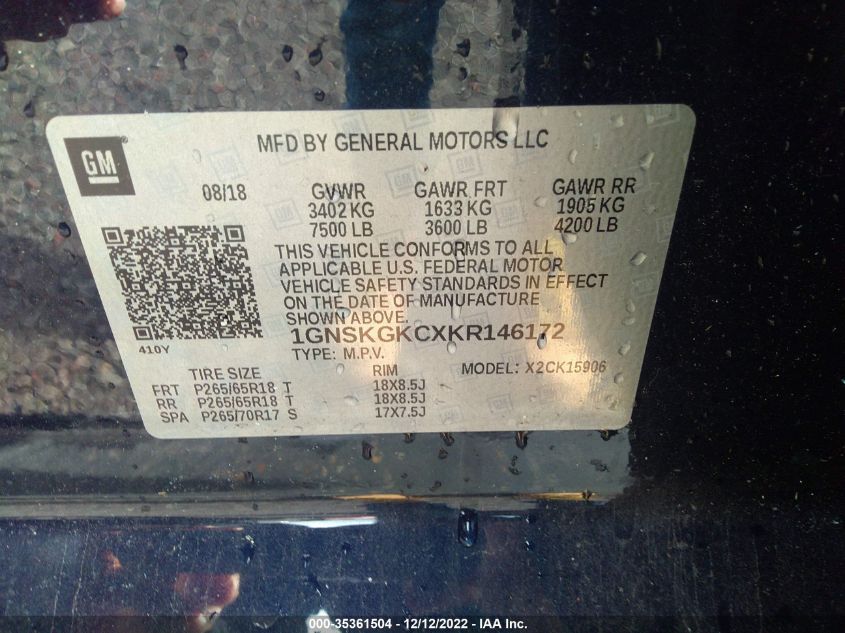 GM
MFD BY GENERAL MOTORS LLC
08/18 GVWR GAWR FRT GAWR RR
3402 KG 1633 KG 1905 KG
7500 LB 3600 LB 4200 LB
THIS VEHICLE CONFORMS TO ALL
APPLICABLE U.S. FEDERAL MOTOR
VEHICLE SAFETY STANDARDS IN EFFECT
ON THE DATE OF MANUFACTURE
SHOWN ABOVE.
1GNSKGKCXKR146172
410Y
TYPE: M.P.V. MODEL: X2CK15906
TIRE SIZE RIM
FRT P265/65R18 T 18X8.5J
RR P265/65R18 T 18X8.5J
SPA P265/70R17 S 17X7.5J
000-35361504 - 12/12/2022 - IAA Inc.